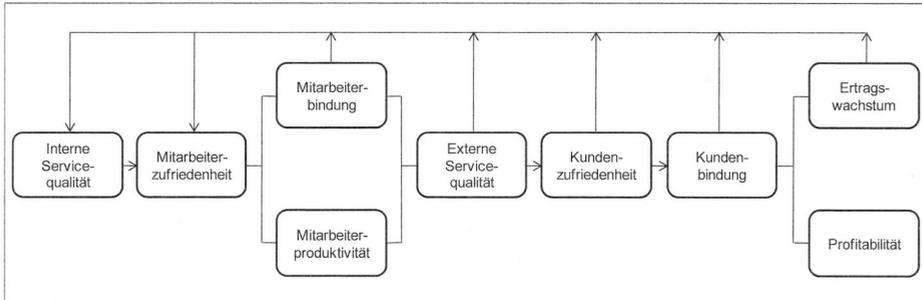 Mitarbeiter-
bindung
Ertrags-
wachstum
Interne
Service-
qualität
Mitarbeiter-
zufriedenheit
Externe
Service-
qualität
Kunden-
zufriedenheit
Kunden-
bindung
Mitarbeiter-
produktivität
Profitabilität